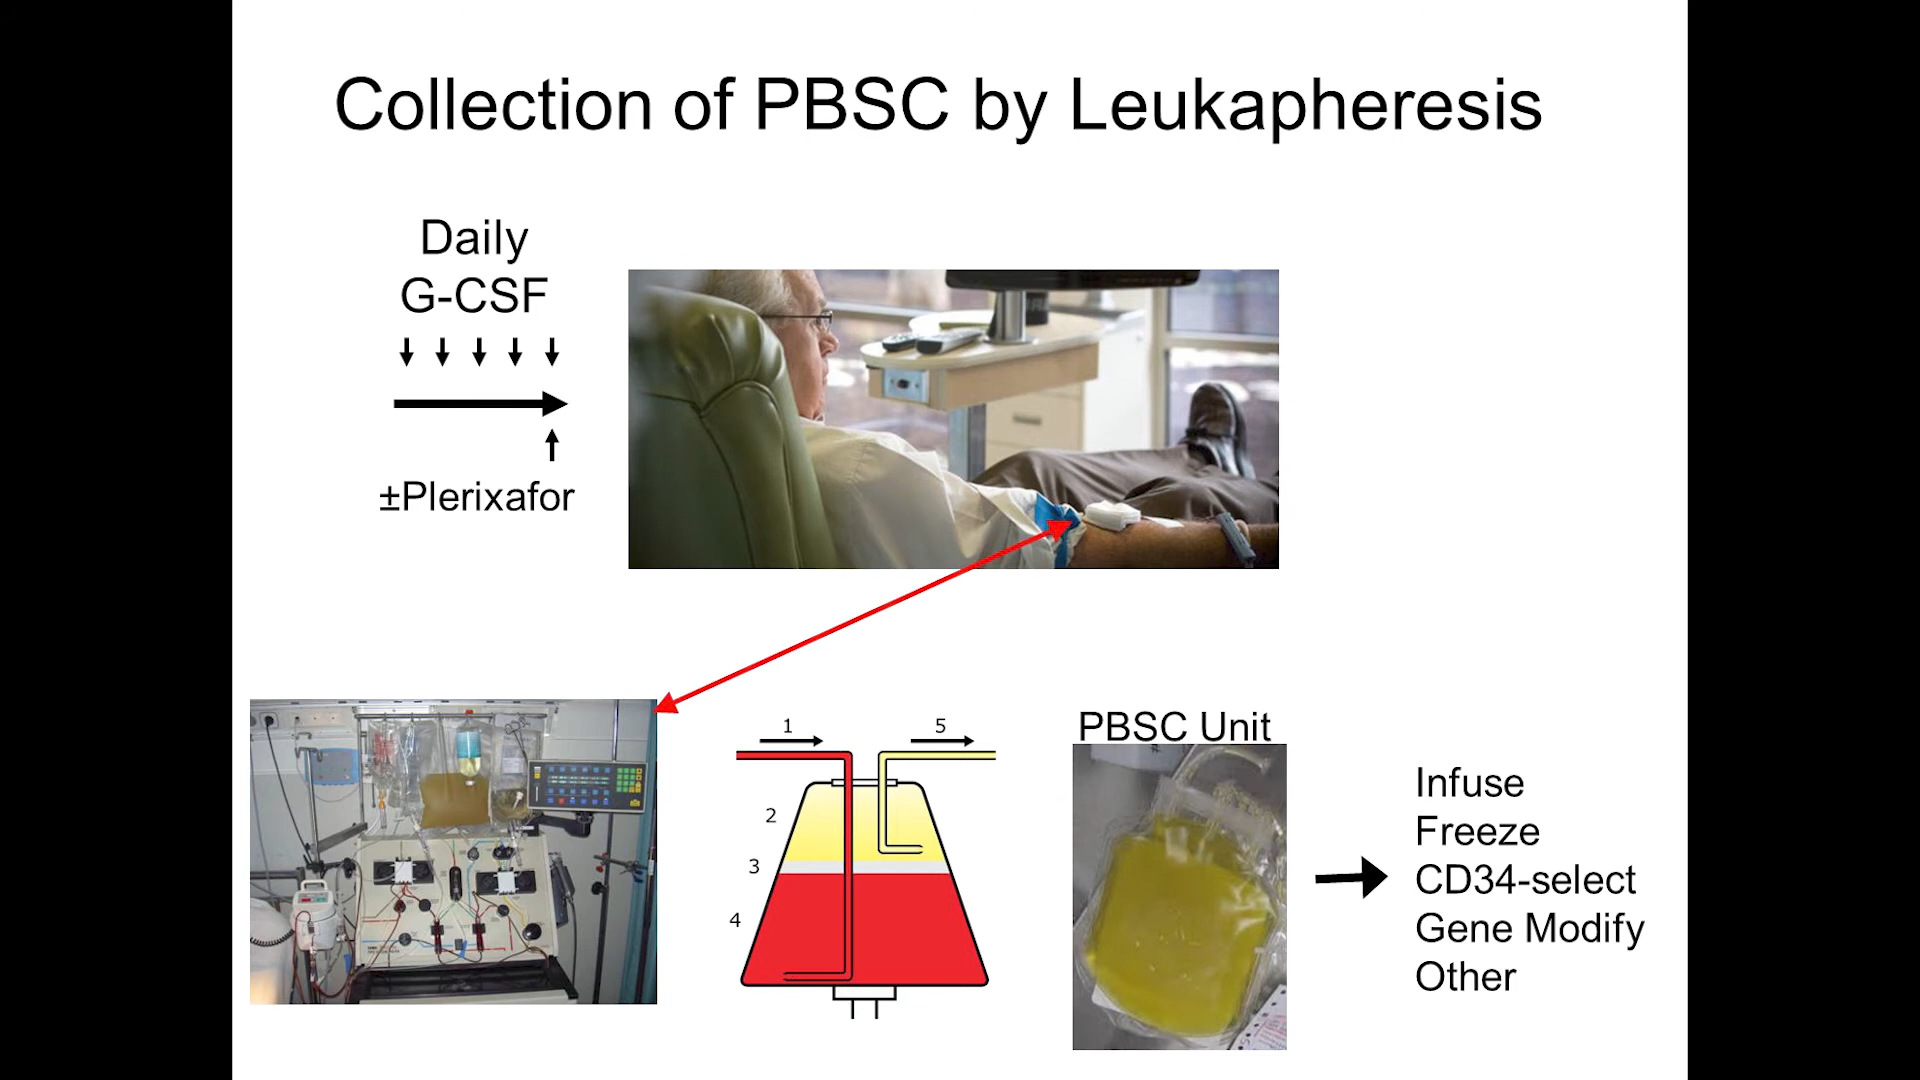 Collection of PBSC by Leukapheresis
Daily
G-CSF
±Plerixafor
1
5
2
3
4
PBSC Unit
Infuse
Freeze
CD34-select
Gene Modify
Other